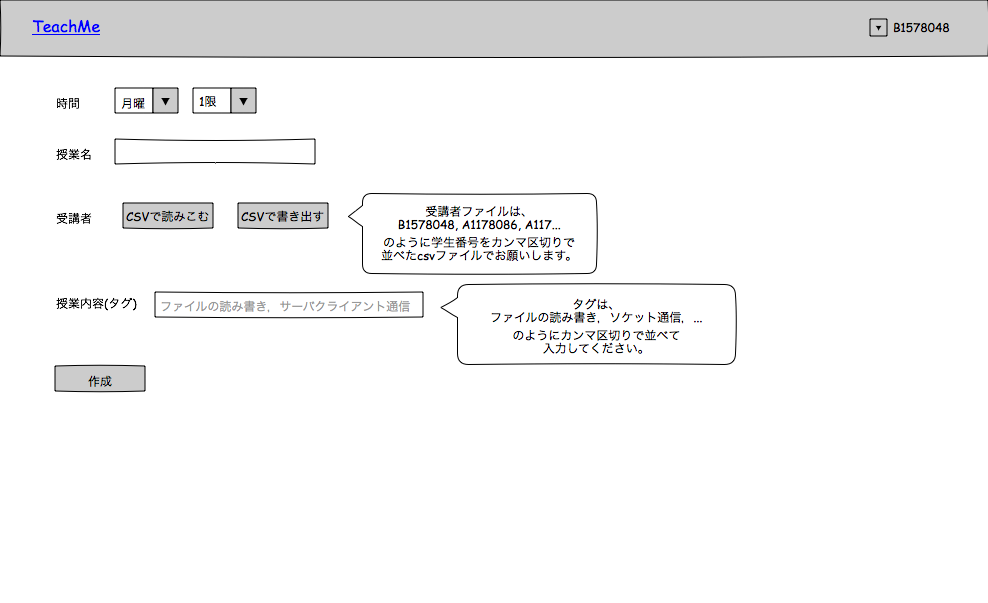 TeachMe
▼ B1578048
時間 月曜 ▼ 1限 ▼
授業名
受講者 CSVで読みこむ CSVで書き出す
受講者ファイルは、
B1578048, A1178086, A117...
のように学生番号をカンマ区切りで
並べたcsvファイルでお願いします。
授業内容(タグ) ファイルの読み書き，サーバクライアント通信
タグは、
ファイルの読み書き，ソケット通信，...
のようにカンマ区切りで並べて
入力してください。
作成